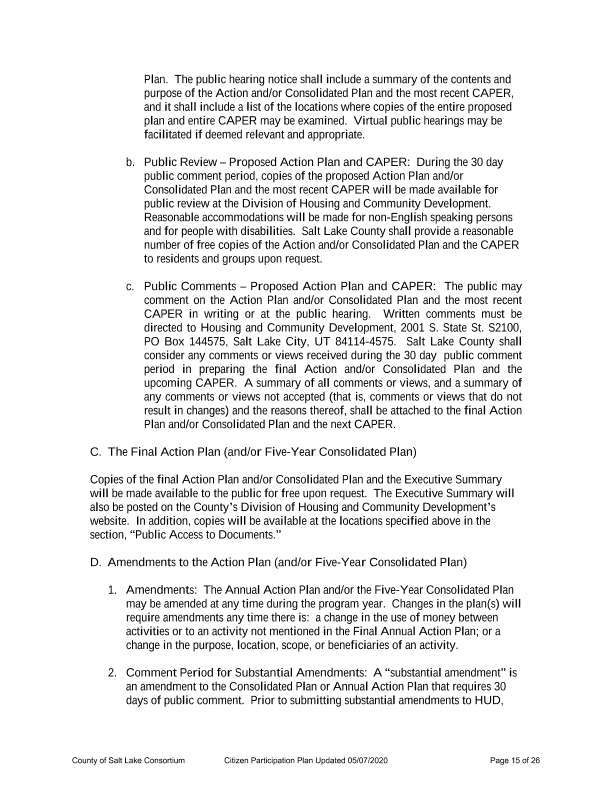 Plan. The public hearing notice shall include a summary of the contents and
purpose of the Action and/or Consolidated Plan and the most recent CAPER,
and it shall include a list of the locations where copies of the entire proposed
plan and entire CAPER may be examined. Virtual public hearings may be
facilitated if deemed relevant and appropriate.
b. Public Review – Proposed Action Plan and CAPER: During the 30 day
public comment period, copies of the proposed Action Plan and/or
Consolidated Plan and the most recent CAPER will be made available for
public review at the Division of Housing and Community Development.
Reasonable accommodations will be made for non-English speaking persons
and for people with disabilities. Salt Lake County shall provide a reasonable
number of free copies of the Action and/or Consolidated Plan and the CAPER
to residents and groups upon request.
c. Public Comments – Proposed Action Plan and CAPER: The public may
comment on the Action Plan and/or Consolidated Plan and the most recent
CAPER in writing or at the public hearing. Written comments must be
directed to Housing and Community Development, 2001 S. State St. S2100,
PO Box 144575, Salt Lake City, UT 84114-4575. Salt Lake County shall
consider any comments or views received during the 30 day public comment
period in preparing the final Action and/or Consolidated Plan and the
upcoming CAPER. A summary of all comments or views, and a summary of
any comments or views not accepted (that is, comments or views that do not
result in changes) and the reasons thereof, shall be attached to the final Action
Plan and/or Consolidated Plan and the next CAPER.
C. The Final Action Plan (and/or Five-Year Consolidated Plan)
Copies of the final Action Plan and/or Consolidated Plan and the Executive Summary
will be made available to the public for free upon request. The Executive Summary will
also be posted on the County's Division of Housing and Community Development's
website. In addition, copies will be available at the locations specified above in the
section, "Public Access to Documents."
D. Amendments to the Action Plan (and/or Five-Year Consolidated Plan)
1. Amendments: The Annual Action Plan and/or the Five-Year Consolidated Plan
may be amended at any time during the program year. Changes in the plan(s) will
require amendments any time there is: a change in the use of money between
activities or to an activity not mentioned in the Final Annual Action Plan; or a
change in the purpose, location, scope, or beneficiaries of an activity.
2. Comment Period for Substantial Amendments: A "substantial amendment" is
an amendment to the Consolidated Plan or Annual Action Plan that requires 30
days of public comment. Prior to submitting substantial amendments to HUD,
County of Salt Lake Consortium Citizen Participation Plan Updated 05/07/2020 Page 15 of 26